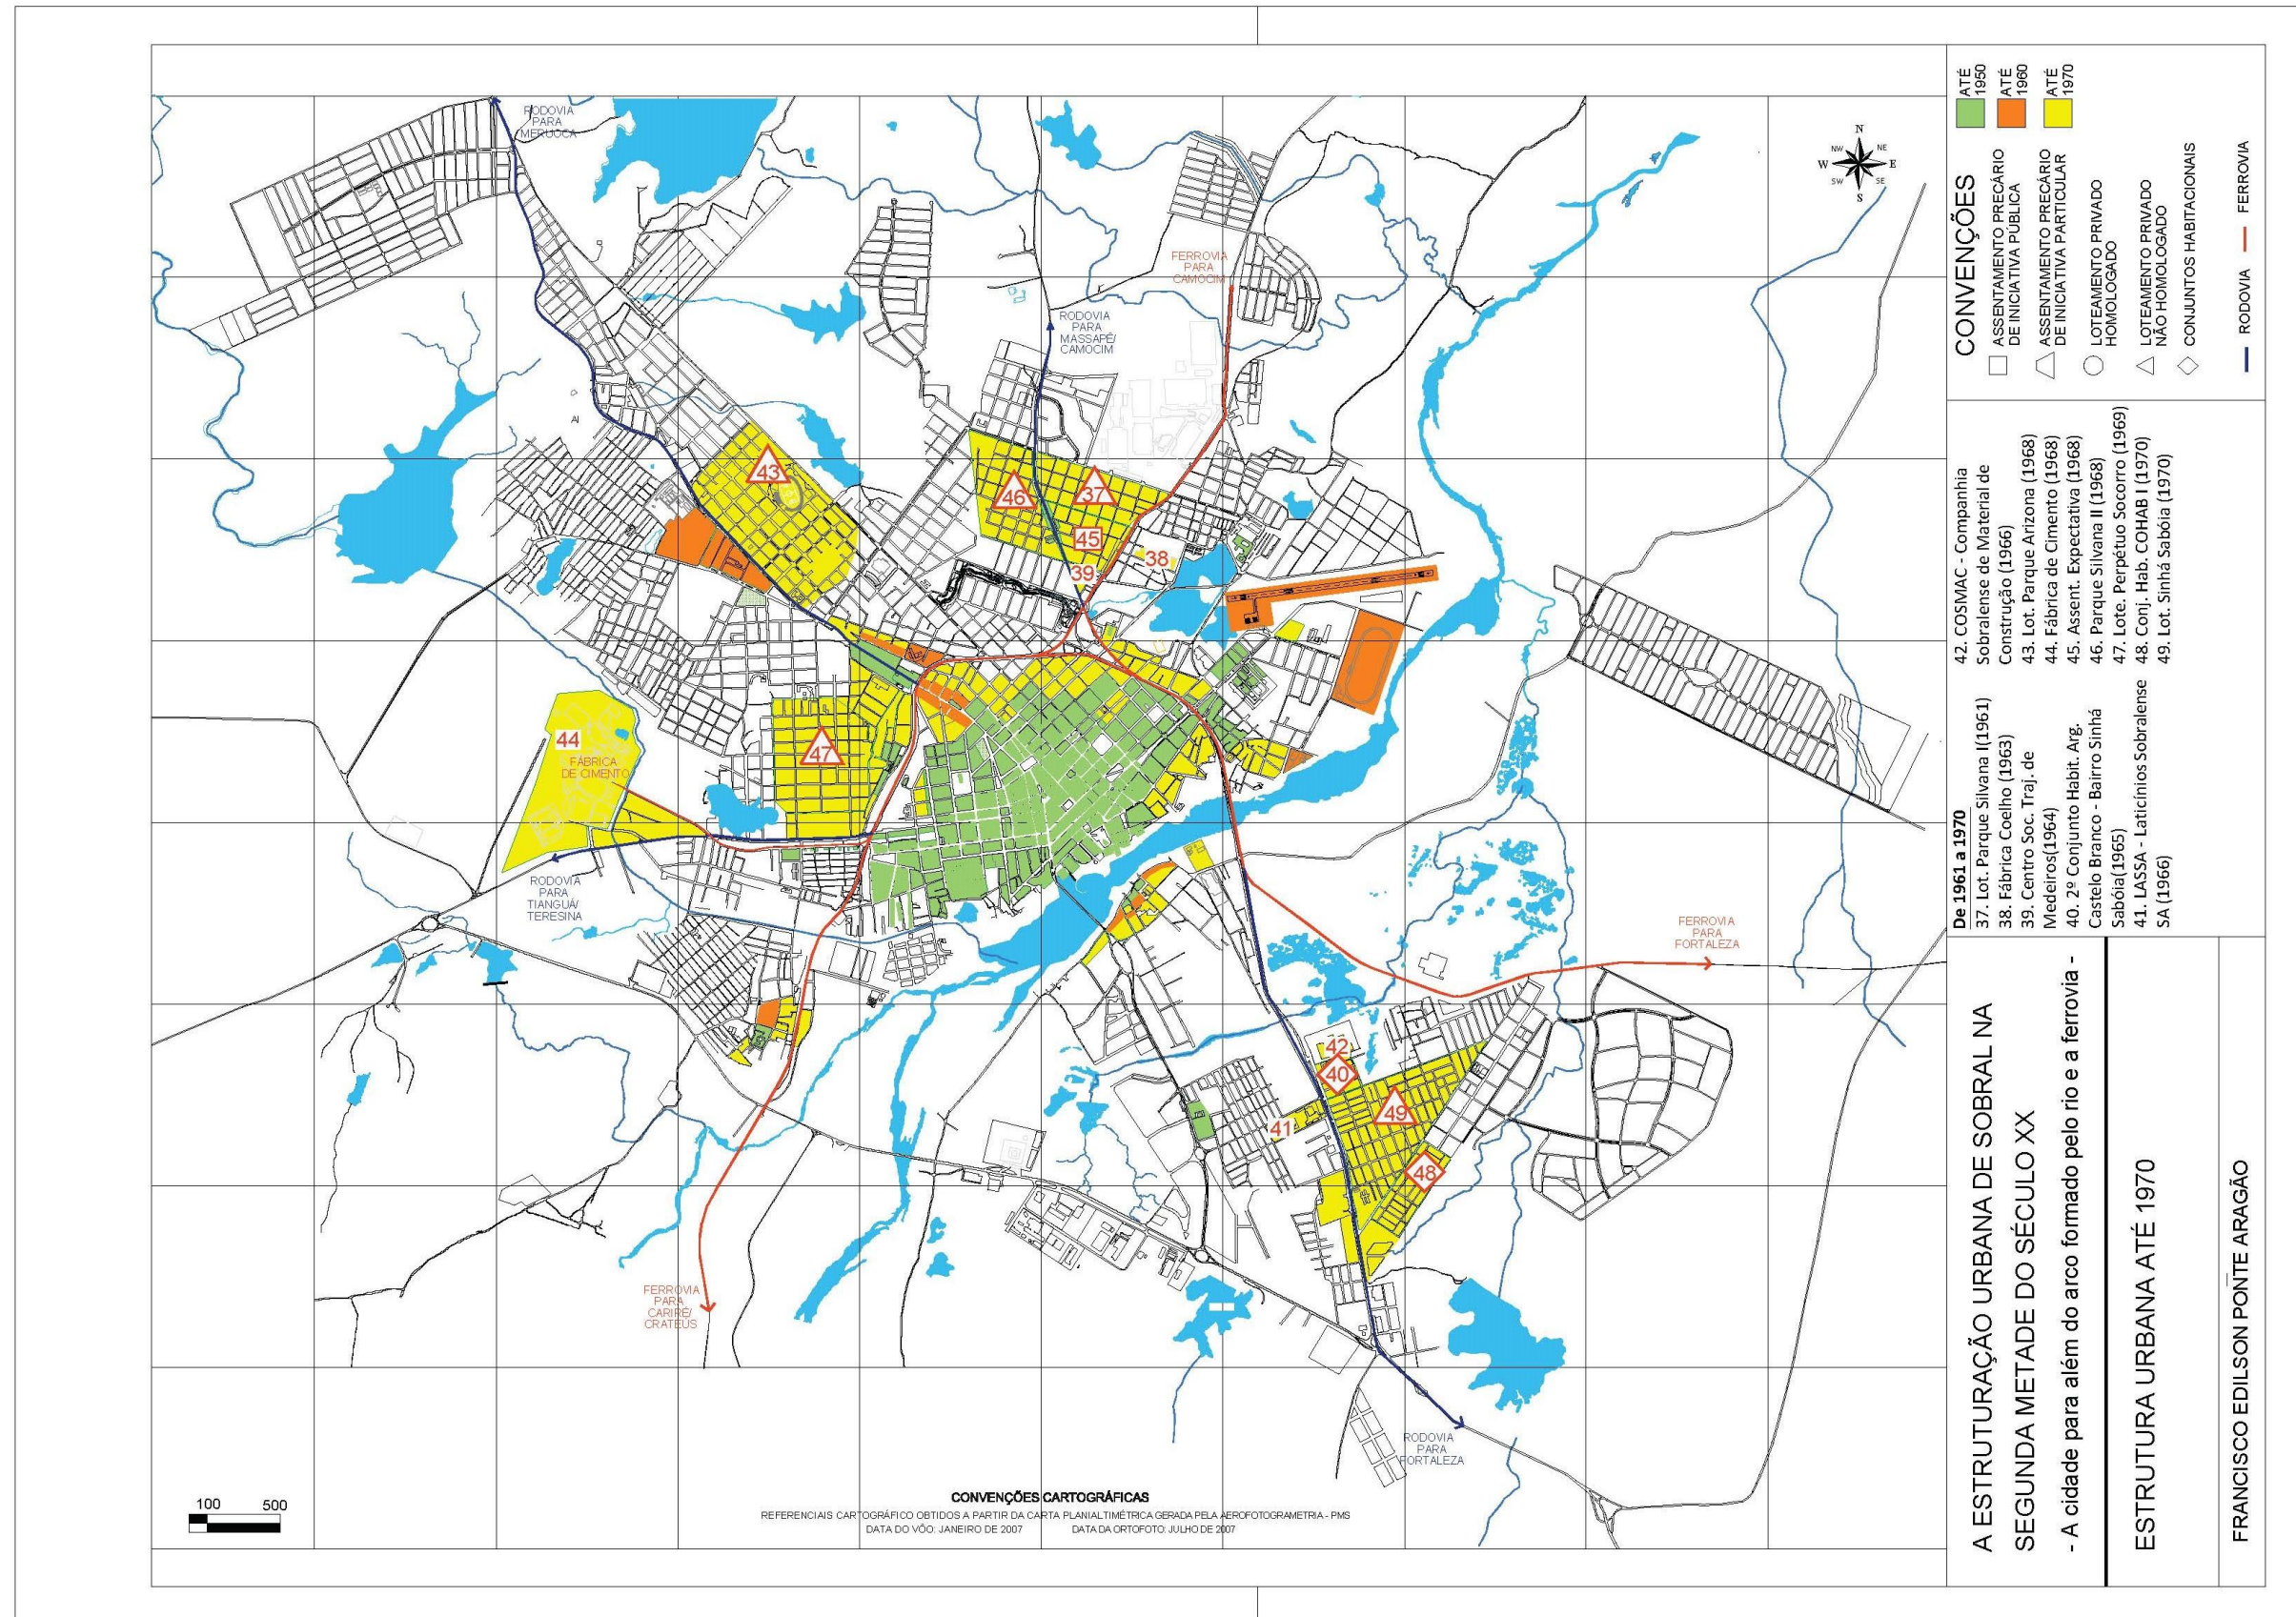 RODOVIA
PARA
MERUOCA
FERROVIA
PARA
CAMOCIM
RODOVIA
PARA
MASSAPÉ/
CAMOCIM
AI
43
46
37
45
38
39
44
FÁBRICA
DE CIMENTO
47
RODOVIA
PARA
TIANGUÁ/
TERESINA
FERROVIA
PARA
FORTALEZA
42
40
49
41
48
FERROVIA
PARA
CARIRÉ/
CRATEÚS
RODOVIA
PARA
FORTALEZA
N
NE
E
SE
S
SW
W
NW
100 500
CONVENÇÕES CARTOGRÁFICAS
REFERENCIAIS CARTOGRÁFICO OBTIDOS A PARTIR DA CARTA PLANIALTIMÉTRICA GERADA PELA AEROFOTOGRAMETRIA - PMS
DATA DO VÔO: JANEIRO DE 2007 DATA DA ORTOFOTO: JULHO DE 2007
CONVENÇÕES
ATÉ
1950
ATÉ
1960
ATÉ
1970
ASSENTAMENTO PRECÁRIO
DE INICIATIVA PÚBLICA
ASSENTAMENTO PRECÁRIO
DE INICIATIVA PARTICULAR
LOTEAMENTO PRIVADO
HOMOLOGADO
LOTEAMENTO PRIVADO
NÃO HOMOLOGADO
CONJUNTOS HABITACIONAIS
RODOVIA
FERROVIA
De 1961 a 1970
37. Lot. Parque Silvana I(1961)
38. Fábrica Coelho (1963)
39. Centro Soc. Traj. de
Medeiros(1964)
40. 2º Conjunto Habit. Arg.
Castelo Branco - Bairro Sinhá
Sabóia(1965)
41. LASSA - Laticínios Sobralense
SA (1966)
42. COSMAC - Companhia
Sobralense de Material de
Construção (1966)
43. Lot. Parque Arizona (1968)
44. Fábrica de Cimento (1968)
45. Assent. Expectativa (1968)
46. Parque Silvana II (1968)
47. Lote. Perpétuo Socorro (1969)
48. Conj. Hab. COHAB I (1970)
49. Lot. Sinhá Sabóia (1970)
A ESTRUTURAÇÃO URBANA DE SOBRAL NA
SEGUNDA METADE DO SÉCULO XX
- A cidade para além do arco formado pelo rio e a ferrovia -
ESTRUTURA URBANA ATÉ 1970
FRANCISCO EDILSON PONTE ARAGÃO